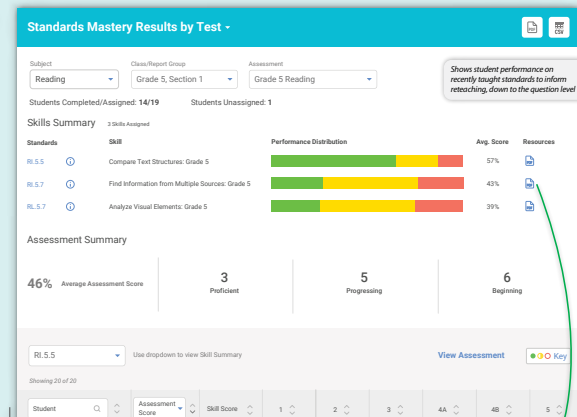 Standards Mastery Results by Test
PDF
CSV
Subject
Class/Report Group
Assessment
Reading
Grade 5, Section 1
Grade 5 Reading
Shows student performance on
recently taught standards to inform
reteaching, down to the question level
Students Completed/Assigned: 14/19 Students Unassigned: 1
Skills Summary 3 Skills Assigned
Standards Skill Performance Distribution Avg. Score Resources
RI.5.5 Compare Text Structures: Grade 5 57%
RI.5.7 Find Information from Multiple Sources: Grade 5 43%
RL.5.7 Analyze Visual Elements: Grade 5 39%
Assessment Summary
46% Average Assessment Score
3
Proficient
5
Progressing
6
Beginning
RI.5.5 Use dropdown to view Skill Summary View Assessment Key
Showing 20 of 20
Student Assessment Score Skill Score 1 2 3 4A 4B 5